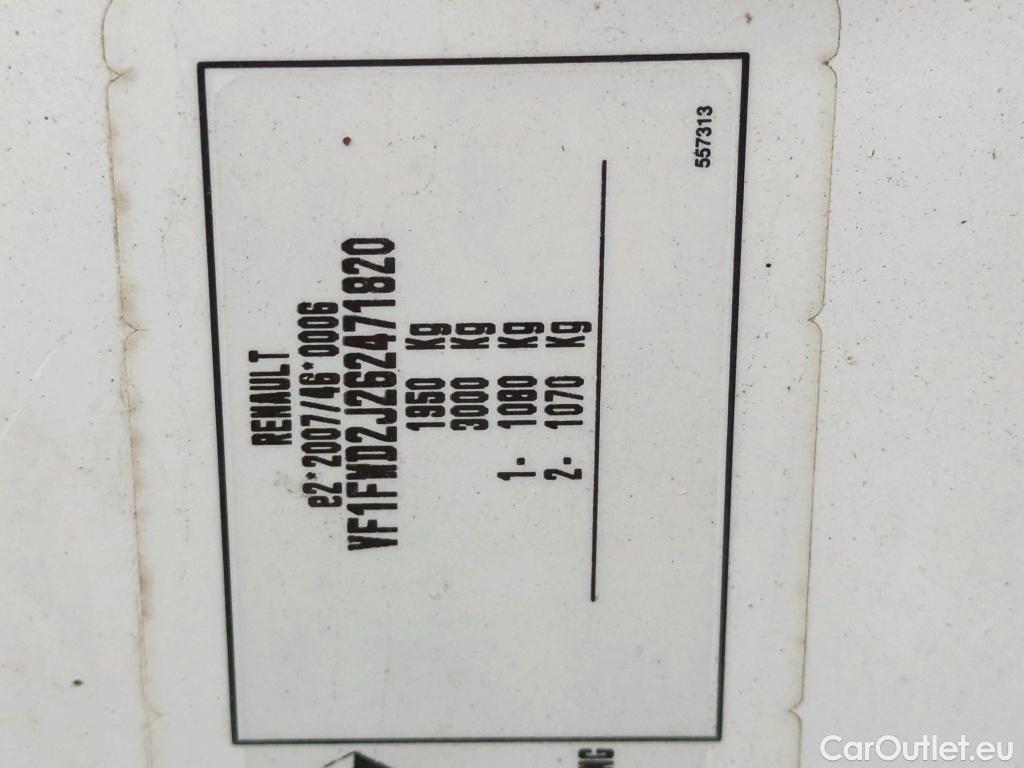 RENAULT
e2*2007/46*0006
VF1FWD2J262471820
1950 Kg
3000 Kg
1- 1080 Kg
2- 1070 Kg
557313
CarOutlet.eu